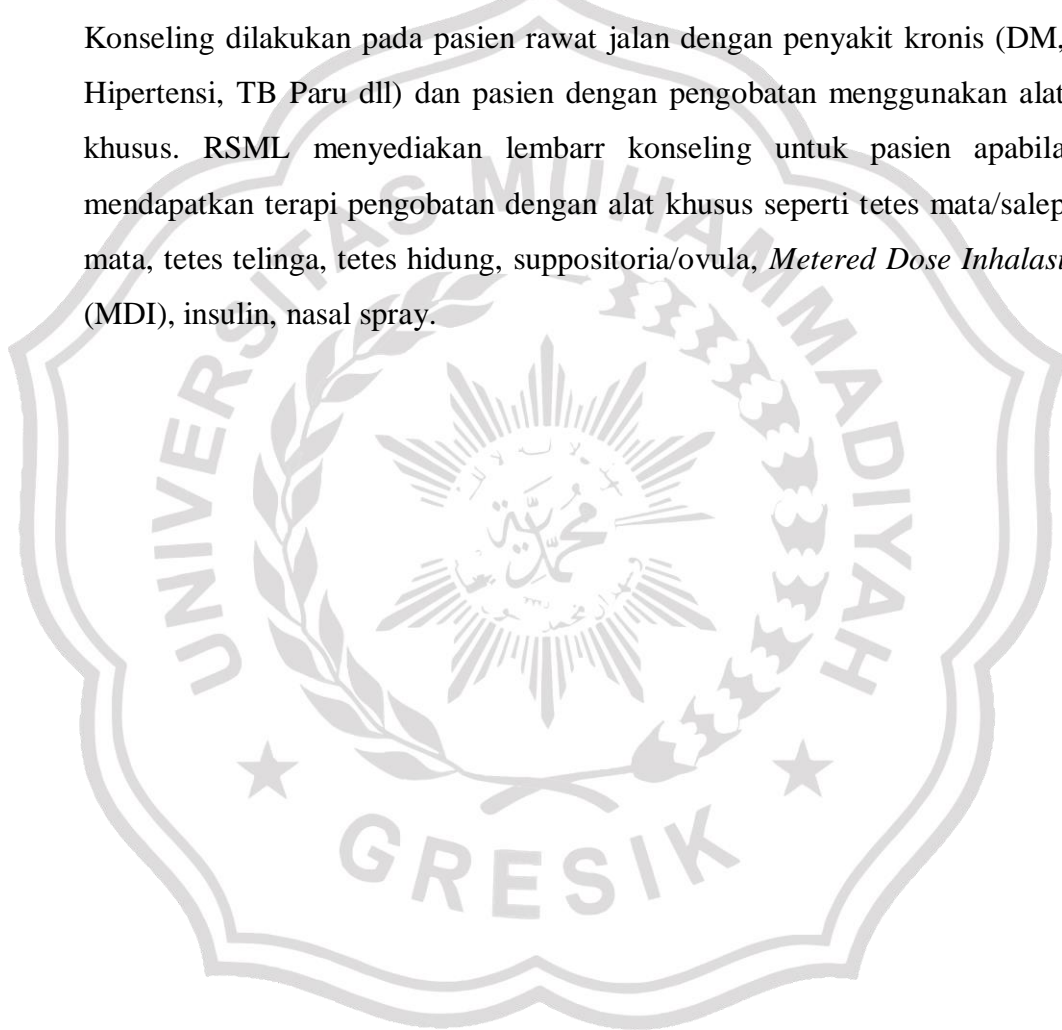 Konseling dilakukan pada pasien rawat jalan dengan penyakit kronis (DM,
Hipertensi, TB Paru dll) dan pasien dengan pengobatan menggunakan alat
khusus. RSML menyediakan lembarr konseling untuk pasien apabila
mendapatkan terapi pengobatan dengan alat khusus seperti tetes mata/salep
mata, tetes telinga, tetes hidung, suppositoria/ovula, Metered Dose Inhalasi
(MDI), insulin, nasal spray.
UNIVERSITAS MUHAMMADIYAH
محمدية
GRESIK